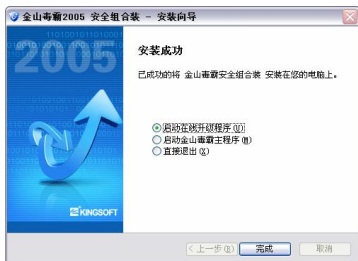 金山毒霸2005 安全组合装 - 安装向导
2005
安装成功
已成功的将 金山毒霸安全组合装 安装在您的电脑上。
启动在线升级程序(U)
启动金山毒霸主程序(M)
直接退出(X)
KINGSOFT
<上一步(B)
完成
取消